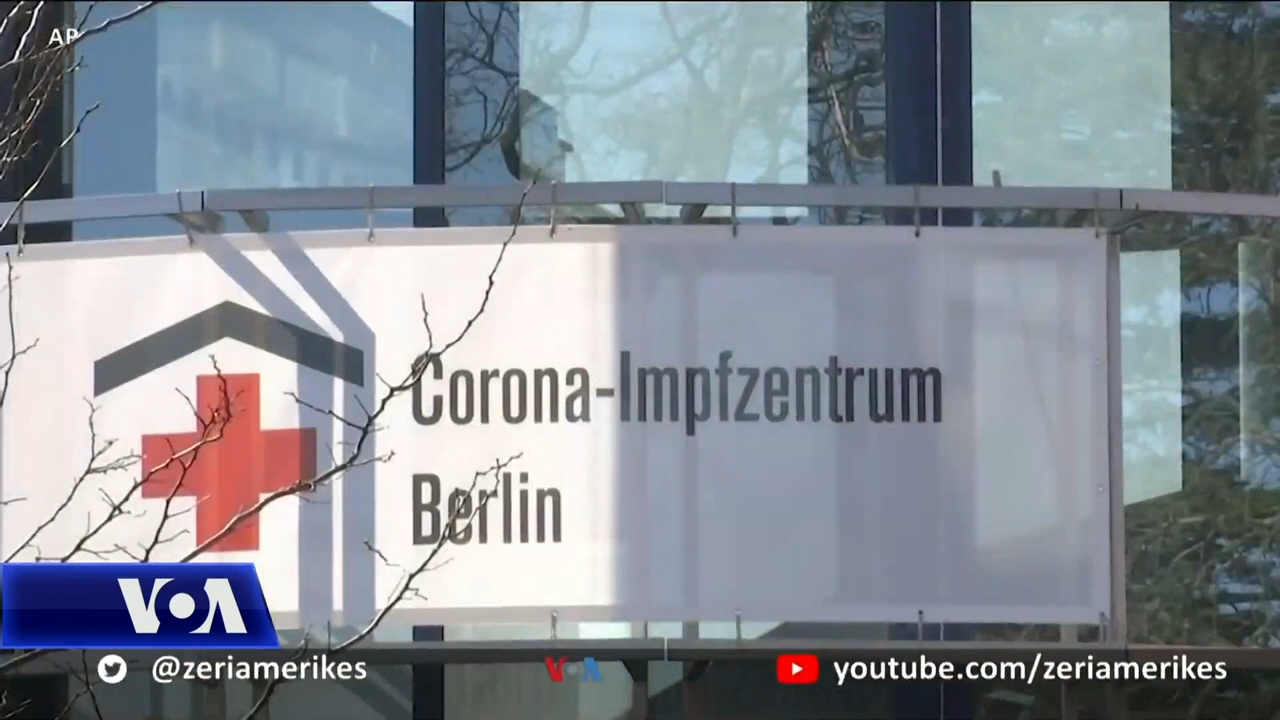 AP
Corona-Impfzentrum
Berlin
VOA
@zeriamerikes
VOA
youtube.com/zeriamerikes